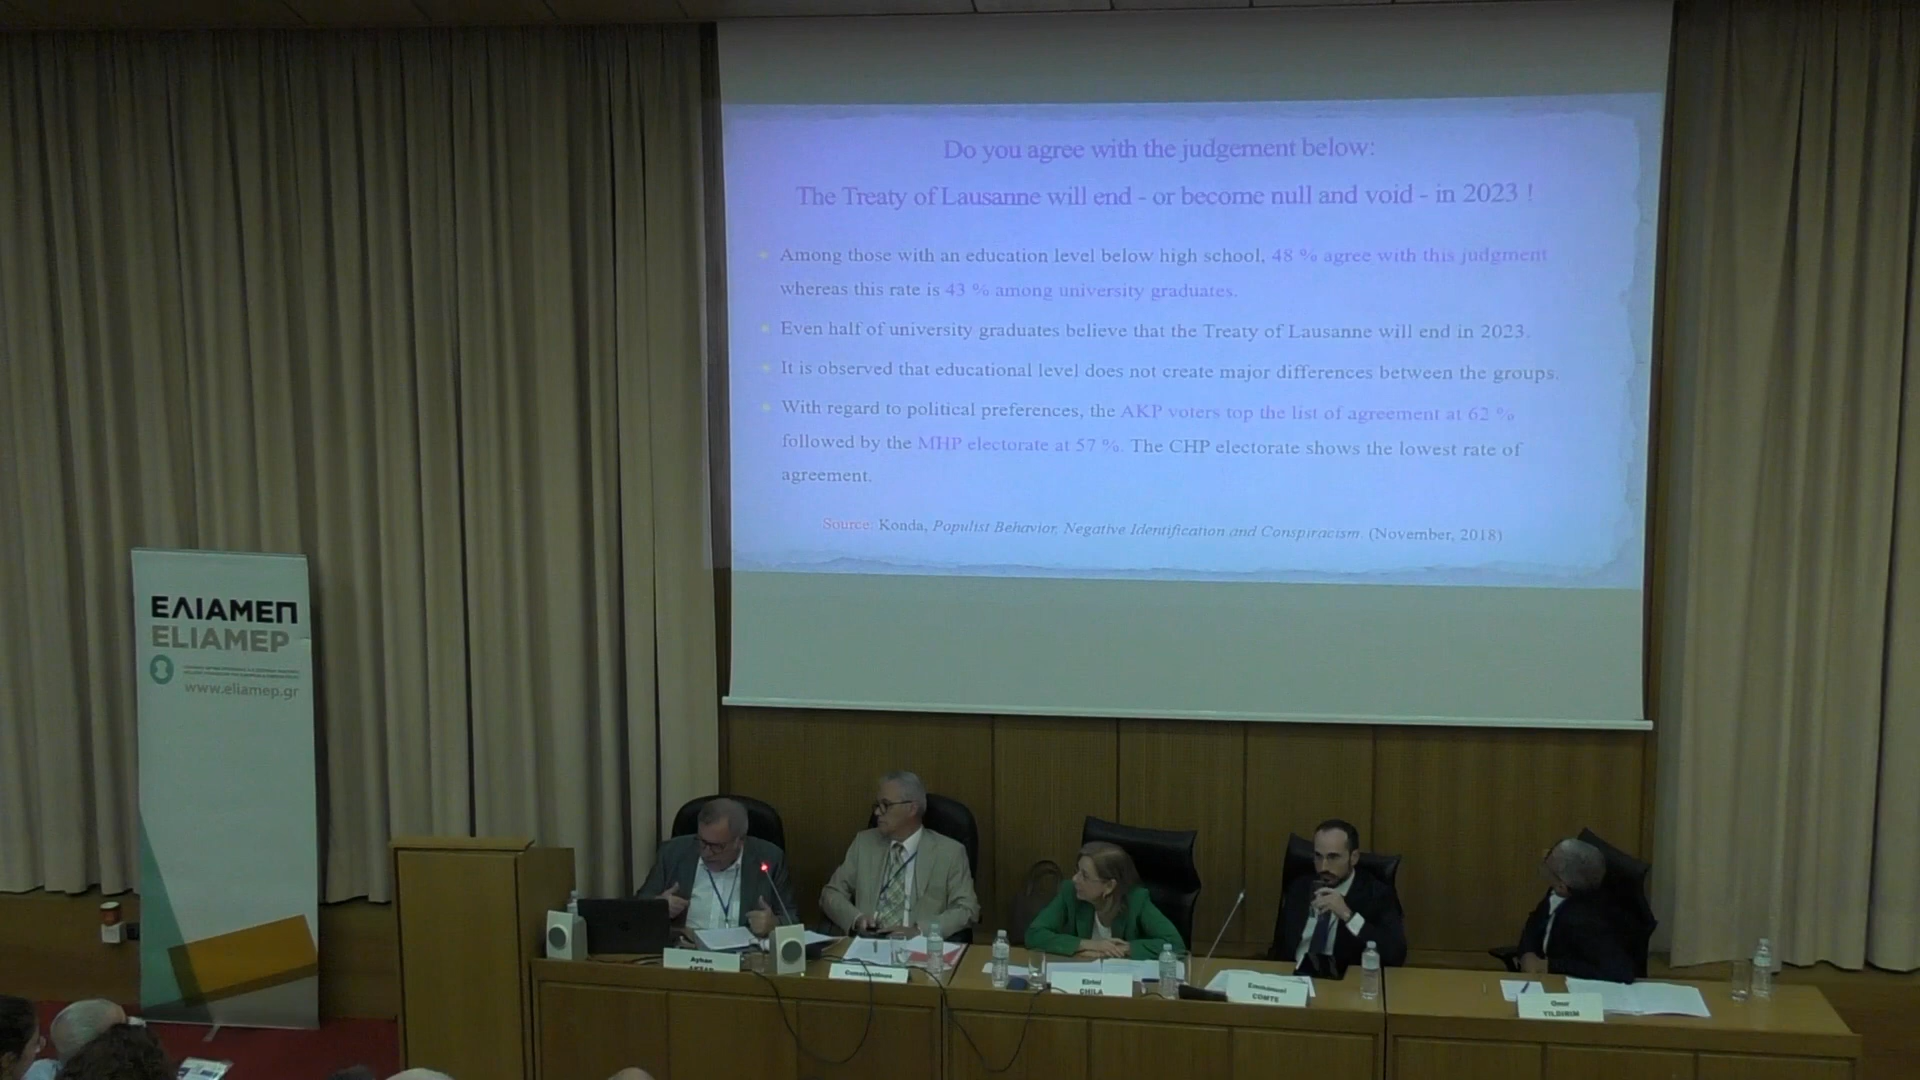 Do you agree with the judgement below:
The Treaty of Lausanne will end - or become null and void - in 2023 !
Among those with an education level below high school, 48 % agree with this judgment
whereas this rate is 43 % among university graduates.
Even half of university graduates believe that the Treaty of Lausanne will end in 2023.
It is observed that educational level does not create major differences between the groups.
With regard to political preferences, the AKP voters top the list of agreement at 62 %
followed by the MHP electorate at 57 %. The CHP electorate shows the lowest rate of
agreement.
Source: Konda, Populist Behavior, Negative Identification and Conspiracism. (November, 2018)
ΕΛΙΑΜΕΠ
ELIAMEP
www.eliamep.gr
Ayhan
AKTAR
Constantinos
Eirini
CHILA
Emmanuel
COMTE
Omur
YILDIRIM